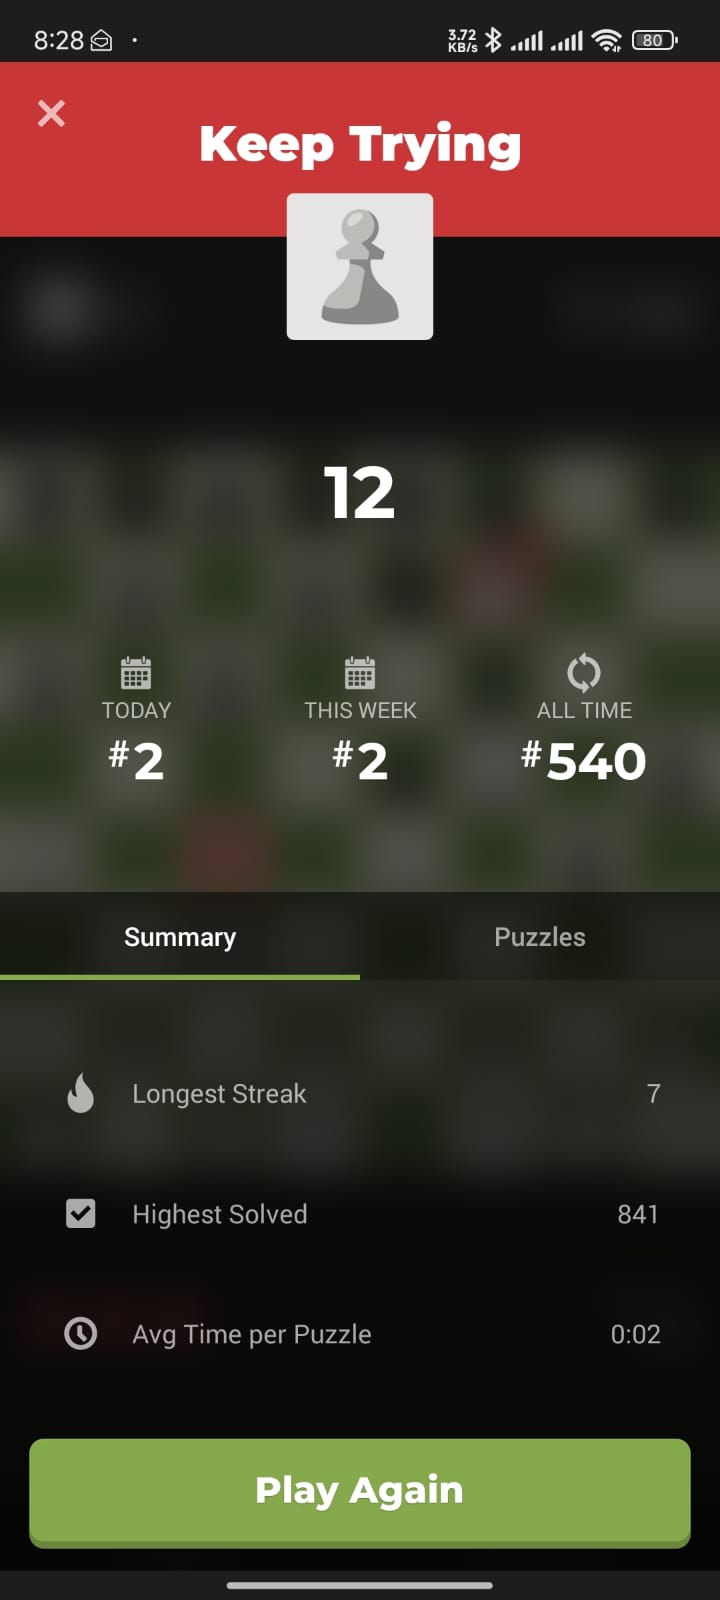 8:28
3.72
KB/s
80
Keep Trying
12
TODAY
THIS WEEK
ALL TIME
#2
#2
#540
Summary
Puzzles
Longest Streak 7
Highest Solved 841
Avg Time per Puzzle 0:02
Play Again